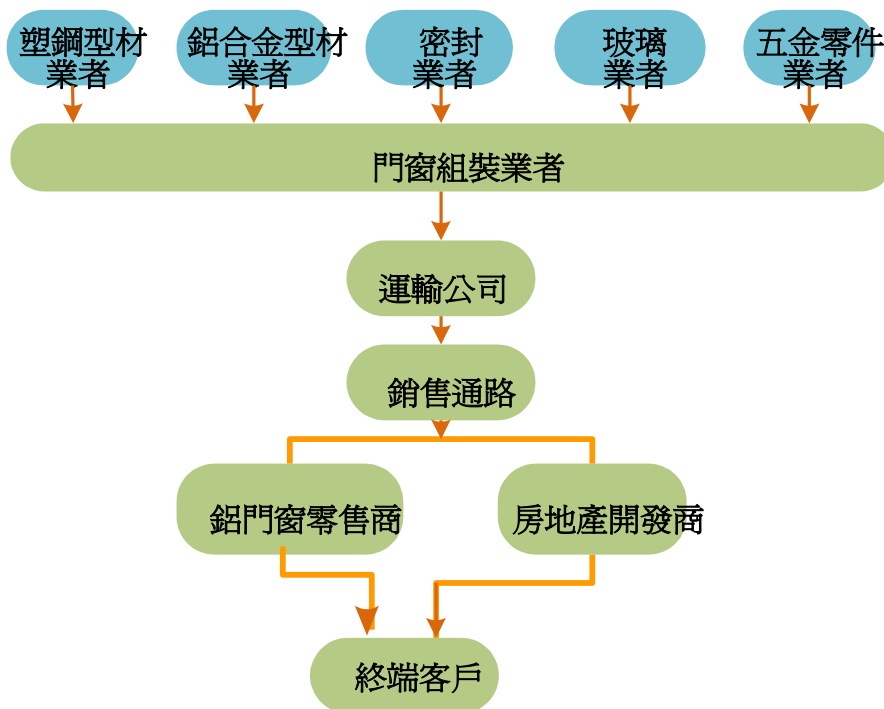 塑鋼型材
業者
鋁合金型材
業者
密封
業者
玻璃
業者
五金零件
業者
門窗組裝業者
運輸公司
銷售通路
鋁門窗零售商
房地產開發商
終端客戶